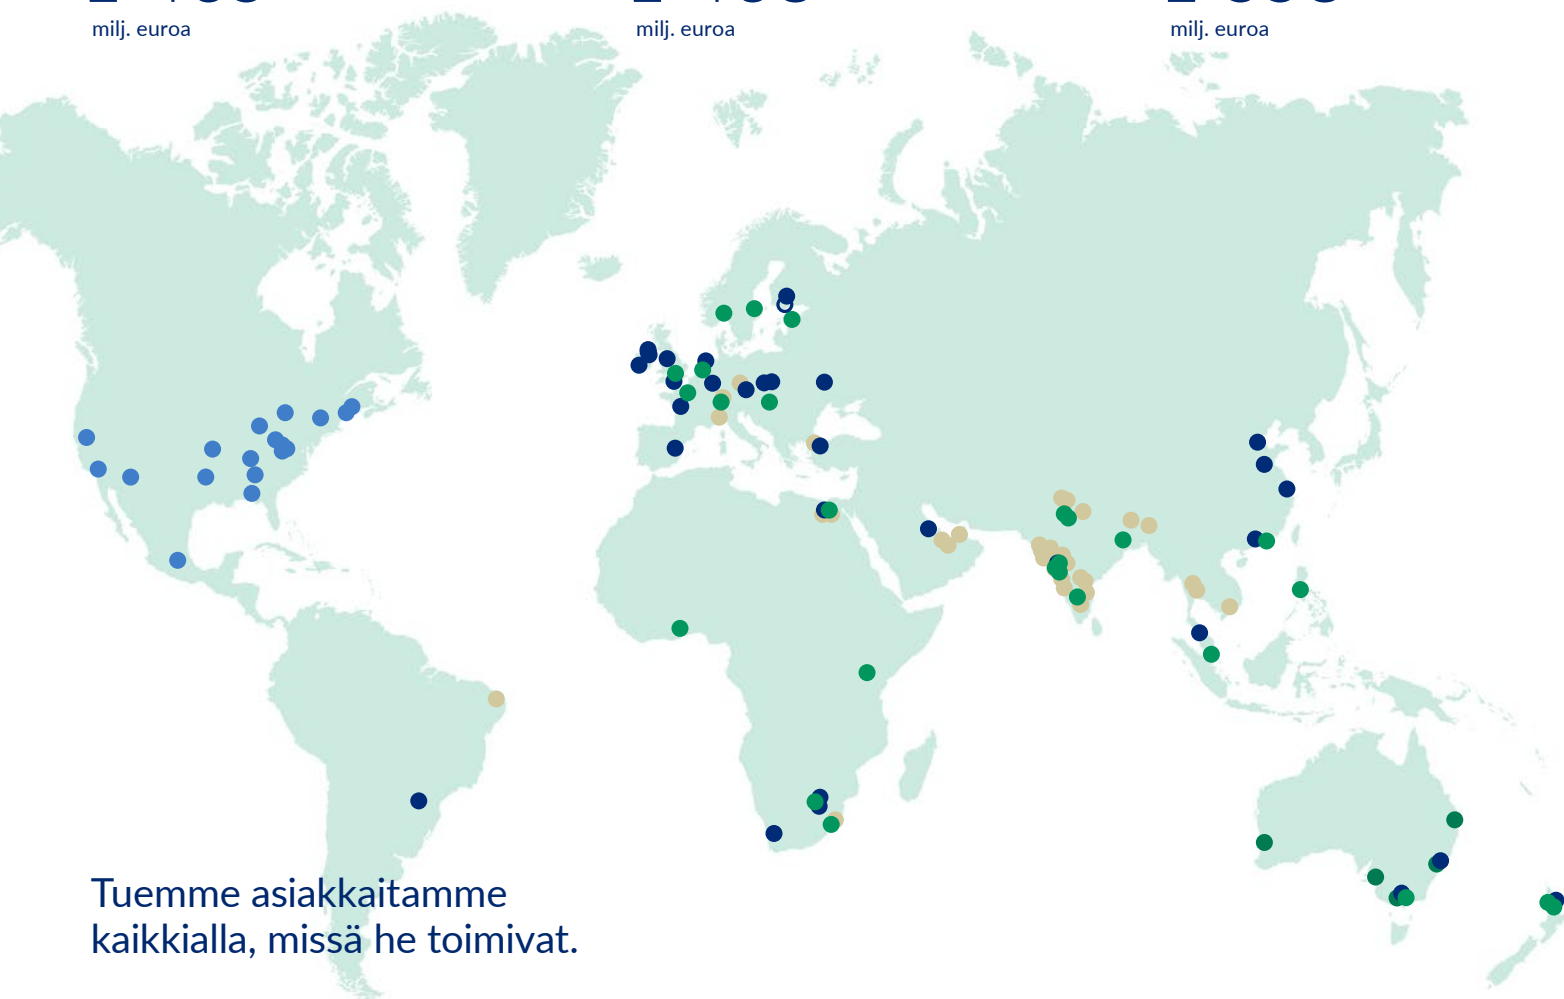 milj. euroa
milj. euroa
milj. euroa
Tuemme asiakkaitamme
kaikkialla, missä he toimivat.